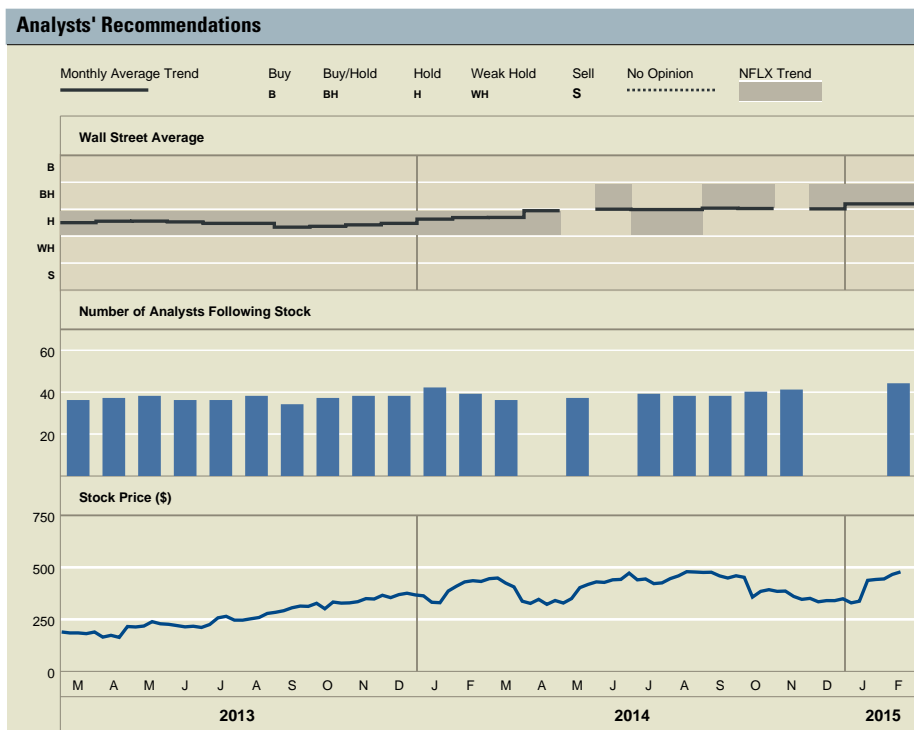 Analysts' Recommendations
Monthly Average Trend Buy Buy/Hold Hold Weak Hold Sell No Opinion NFLX Trend
B BH H WH S
Wall Street Average
B
BH
H
WH
S
Number of Analysts Following Stock
60
40
20
Stock Price ($)
750
500
250
0
M A M J J A S O N D J F M A M J J A S O N D J F
2013 2014 2015